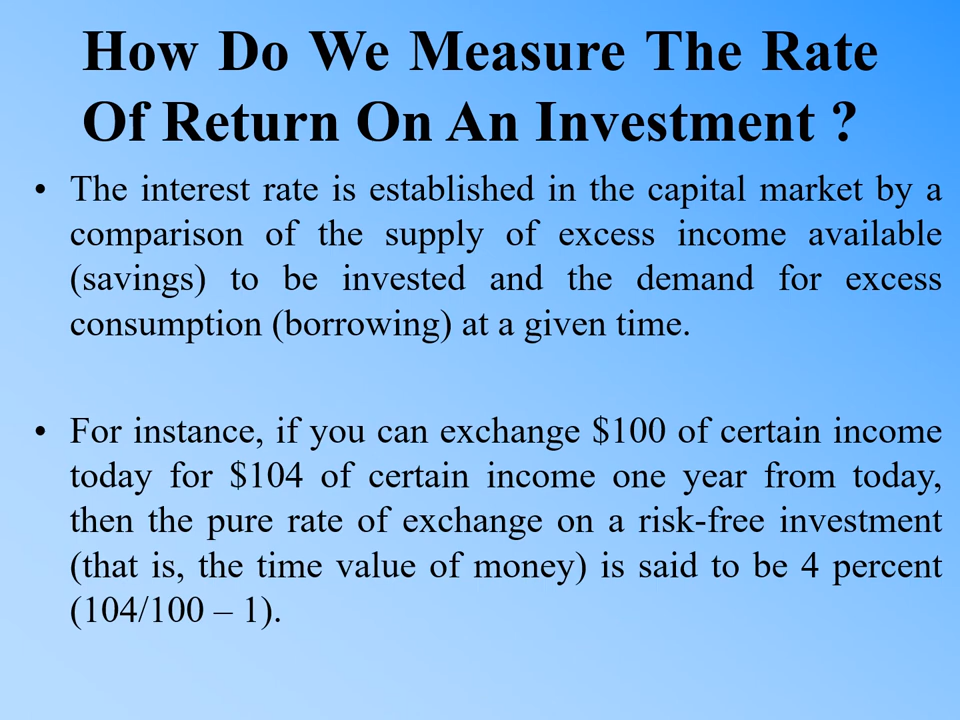 How Do We Measure The Rate
Of Return On An Investment ?
• The interest rate is established in the capital market by a
comparison of the supply of excess income available
(savings) to be invested and the demand for excess
consumption (borrowing) at a given time.
• For instance, if you can exchange $100 of certain income
today for $104 of certain income one year from today,
then the pure rate of exchange on a risk-free investment
(that is, the time value of money) is said to be 4 percent
(104/100 – 1).